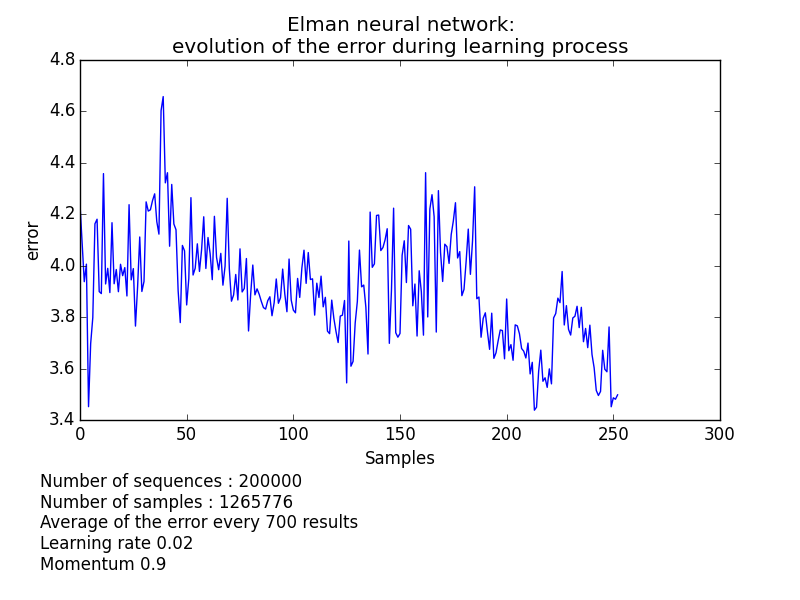 Elman neural network:
evolution of the error during learning process
4.8
4.6
4.4
4.2
4.0
3.8
3.6
3.4
error
0 50 100 150 200 250 300
Samples
Number of sequences : 200000
Number of samples : 1265776
Average of the error every 700 results
Learning rate 0.02
Momentum 0.9